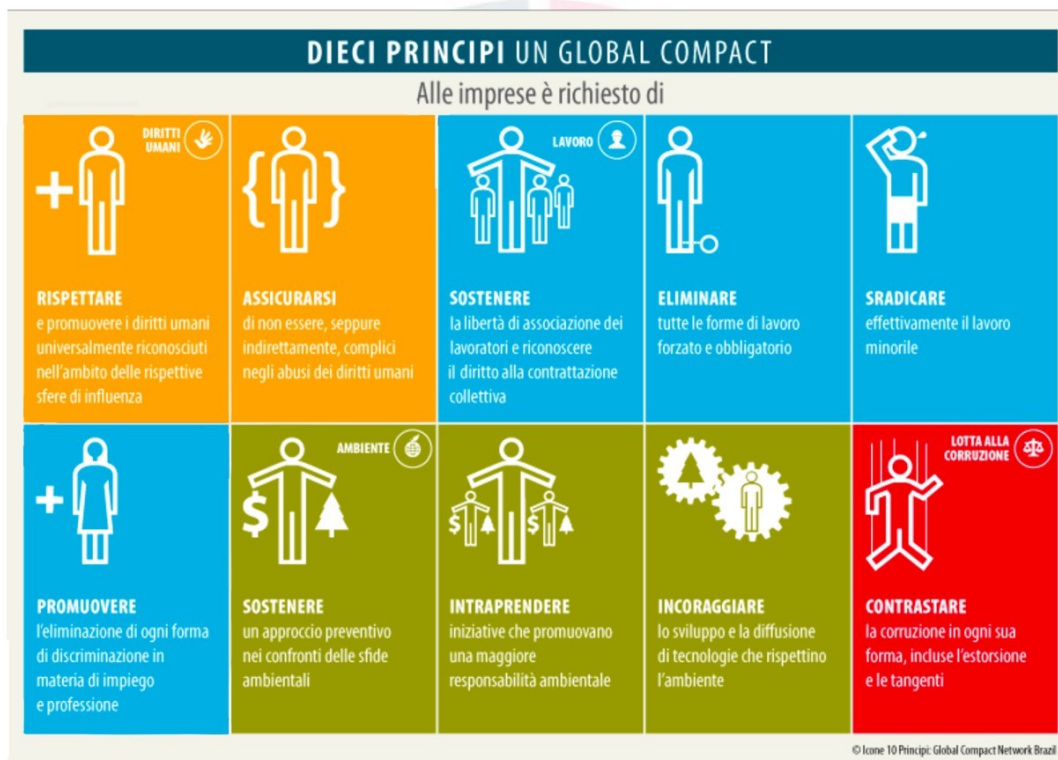 DIECI PRINCIPI UN GLOBAL COMPACT
Alle imprese è richiesto di
DIRITTI
UMANI
RISPETTARE
e promuovere i diritti umani
universalmente riconosciuti
nell'ambito delle rispettive
sfere di influenza
ASSICURARSI
di non essere, seppure
indirettamente, complici
negli abusi dei diritti umani
LAVORO
SOSTENERE
la libertà di associazione dei
lavoratori e riconoscere
il diritto alla contrattazione
collettiva
ELIMINARE
tutte le forme di lavoro
forzato e obbligatorio
SRADICARE
effettivamente il lavoro
minorile
PROMUOVERE
l'eliminazione di ogni forma
di discriminazione in
materia di impiego
e professione
AMBIENTE
$
SOSTENERE
un approccio preventivo
nei confronti delle sfide
ambientali
$ $
INTRAPRENDERE
iniziative che promuovano
una maggiore
responsabilità ambientale
INCORAGGIARE
lo sviluppo e la diffusione
di tecnologie che rispettino
l'ambiente
LOTTA ALLA
CORRUZIONE
CONTRASTARE
la corruzione in ogni sua
forma, incluse l'estorsione
e le tangenti
© Icone 10 Principi: Global Compact Network Brazil